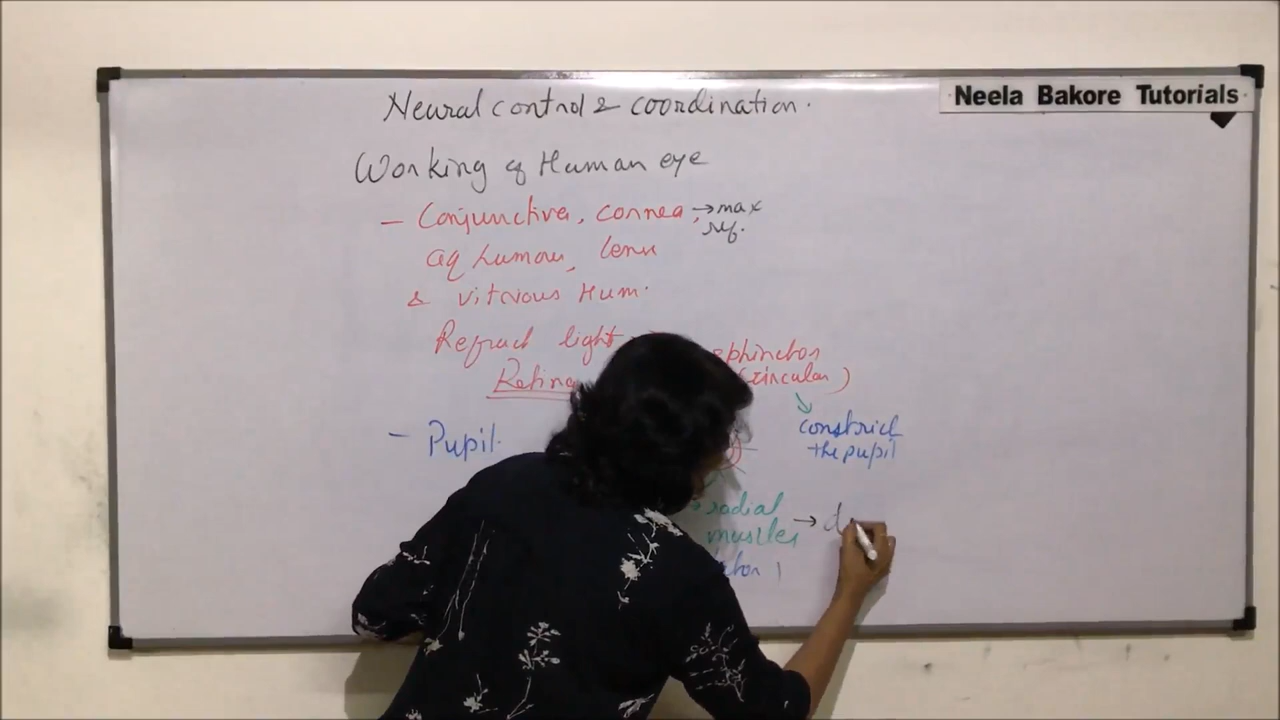 Neela Bakore Tutorials
Neural control & coordination.
Working of Human eye
– Conjunctiva, cornea, → max
ref.
aq humour, lens
& vitrious Hum.
Refract light
Retina
sphincter
(circular)
constrict
the pupil
– Pupil.
radial
muscles →